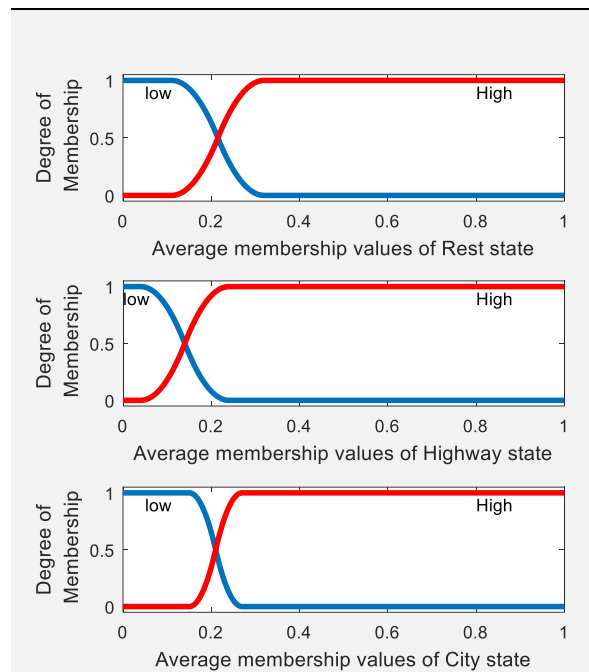 Degree of
Membership
1
0.5
0
low
High
0 0.2 0.4 0.6 0.8 1
Average membership values of Rest state
Degree of
Membership
1
0.5
0
low
High
0 0.2 0.4 0.6 0.8 1
Average membership values of Highway state
Degree of
Membership
1
0.5
0
low
High
0 0.2 0.4 0.6 0.8 1
Average membership values of City state